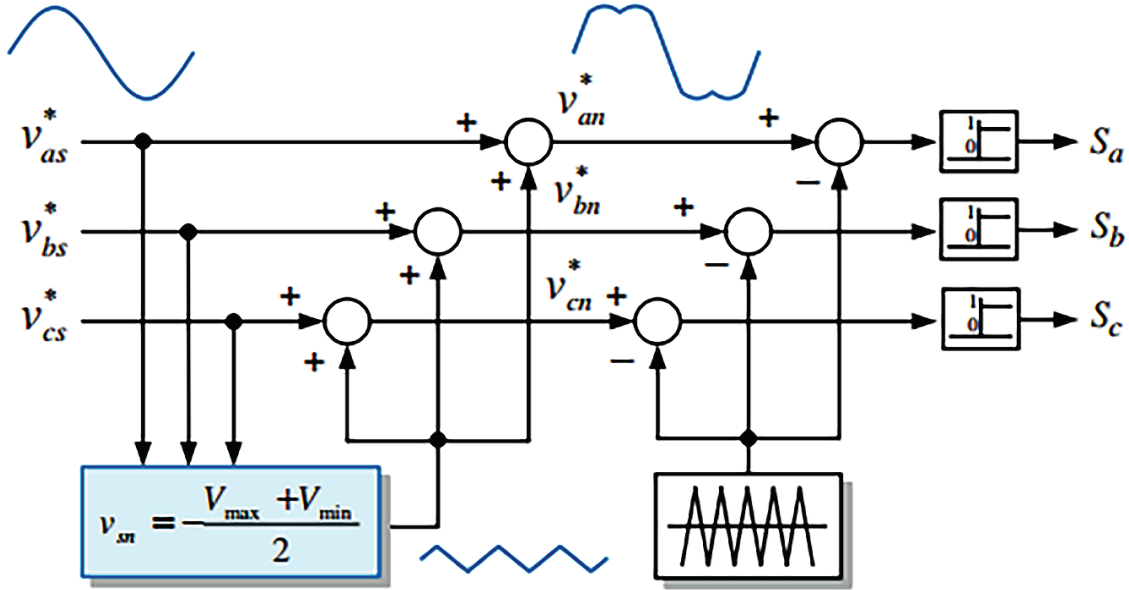 v*as + v*an + Sa
+ v*bn − 1 0
v*bs + + Sb
+ − 1 0
v*cs + v*cn + Sc
+ − 1 0
vsn = − Vmax +Vmin / 2